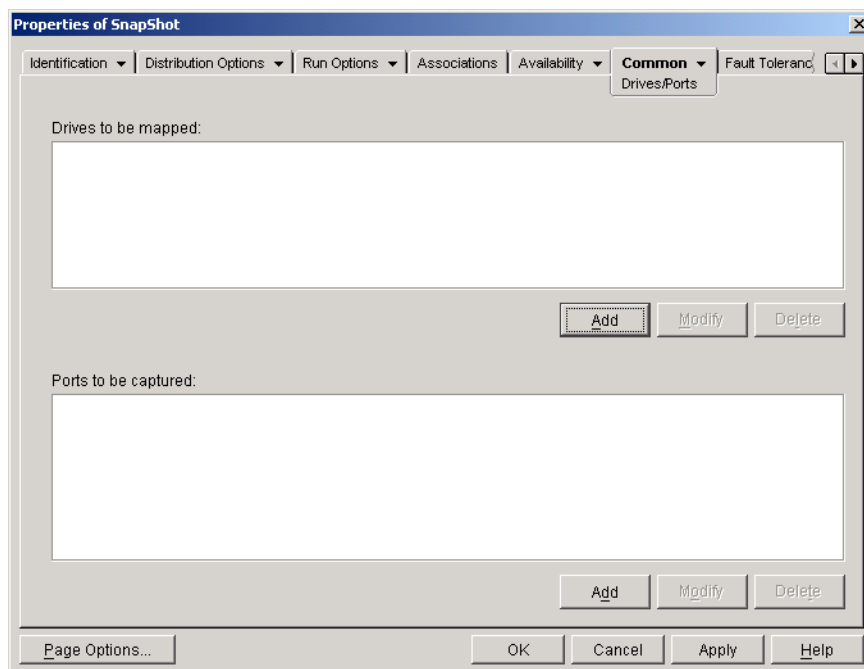 Properties of SnapShot
Identification Distribution Options Run Options Associations Availability Common Fault Toleranc
Drives/Ports
Drives to be mapped:
Add Modify Delete
Ports to be captured:
Add Modify Delete
Page Options... OK Cancel Apply Help